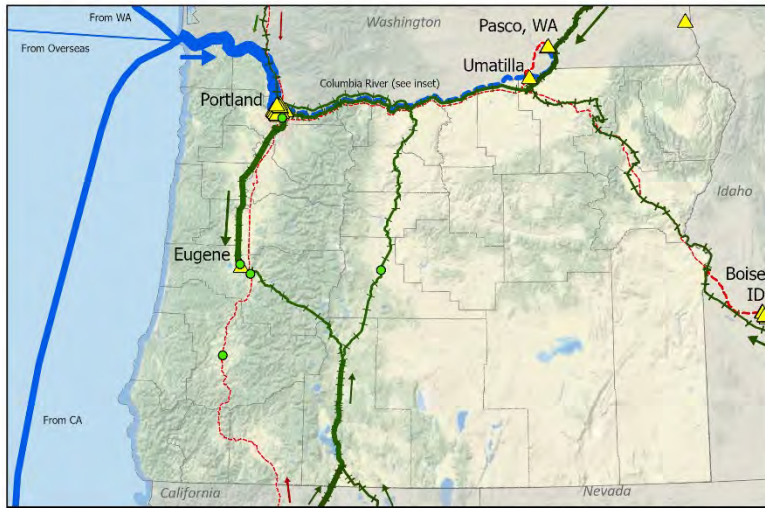 From WA
Washington
Pasco, WA
From Overseas
Umatilla
Columbia River (see inset)
Portland
Idaho
Eugene
Boise
ID
From CA
California
Nevada